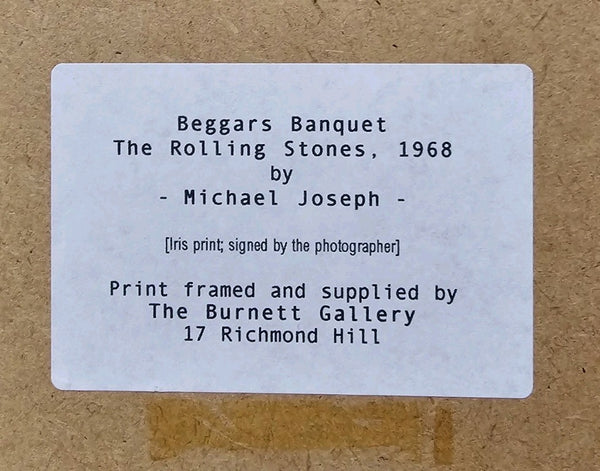 Beggars Banquet
The Rolling Stones, 1968
by
- Michael Joseph -
[Iris print; signed by the photographer]
Print framed and supplied by
The Burnett Gallery
17 Richmond Hill